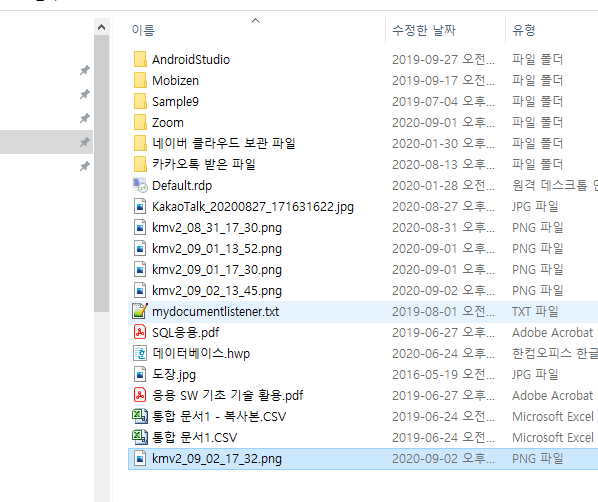 이름 수정한 날짜 유형
AndroidStudio 2019-09-27 오전... 파일 폴더
Mobizen 2019-09-17 오전... 파일 폴더
Sample9 2019-07-04 오후... 파일 폴더
Zoom 2020-09-01 오후... 파일 폴더
네이버 클라우드 보관 파일 2020-01-30 오후... 파일 폴더
카카오톡 받은 파일 2020-08-13 오후... 파일 폴더
Default.rdp 2020-01-28 오후... 원격 데스크톱
KakaoTalk_20200827_171631622.jpg 2020-08-27 오후... JPG 파일
kmv2_08_31_17_30.png 2020-08-31 오후... PNG 파일
kmv2_09_01_13_52.png 2020-09-01 오후... PNG 파일
kmv2_09_01_17_30.png 2020-09-01 오후... PNG 파일
kmv2_09_02_13_45.png 2020-09-02 오후... PNG 파일
mydocumentlistener.txt 2019-08-01 오전... TXT 파일
SQL응용.pdf 2019-06-27 오후... Adobe Acrobat
데이터베이스.hwp 2020-06-24 오후... 한컴오피스 한글
도장.jpg 2016-05-19 오전... JPG 파일
응용 SW 기초 기술 활용.pdf 2019-06-27 오후... Adobe Acrobat
통합 문서1 - 복사본.CSV 2019-06-24 오전... Microsoft Excel
통합 문서1.CSV 2019-06-24 오전... Microsoft Excel
kmv2_09_02_17_32.png 2020-09-02 오후... PNG 파일